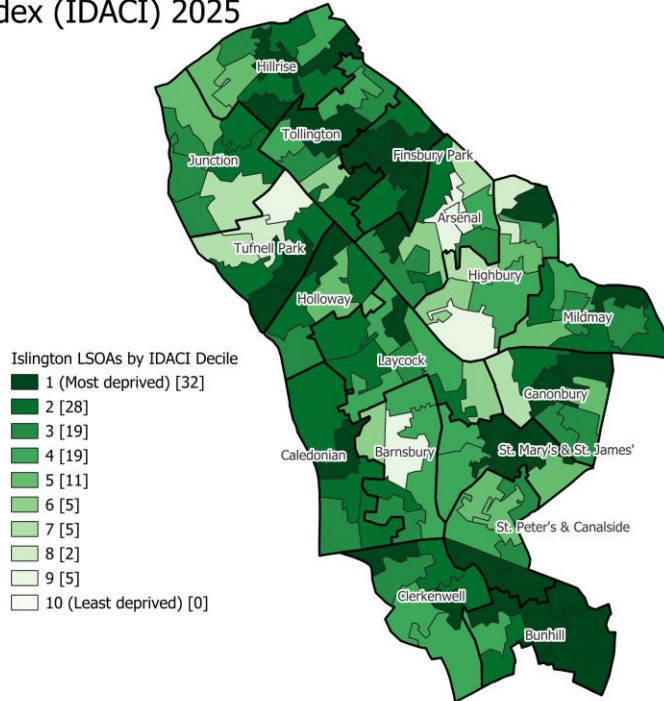 dex (IDACI) 2025
Hillrise
Tollington
Junction
Finsbury Park
Arsenal
Tufnell Park
Highbury
Holloway
Mildmay
Islington LSOAs by IDACI Decile
1 (Most deprived) [32]
2 [28]
3 [19]
4 [19]
5 [11]
6 [5]
7 [5]
8 [2]
9 [5]
10 (Least deprived) [0]
Laycock
Canonbury
Caledonian
Barnsbury
St. Mary's & St. James'
St. Peter's & Canalside
Clerkenwell
Bunhill